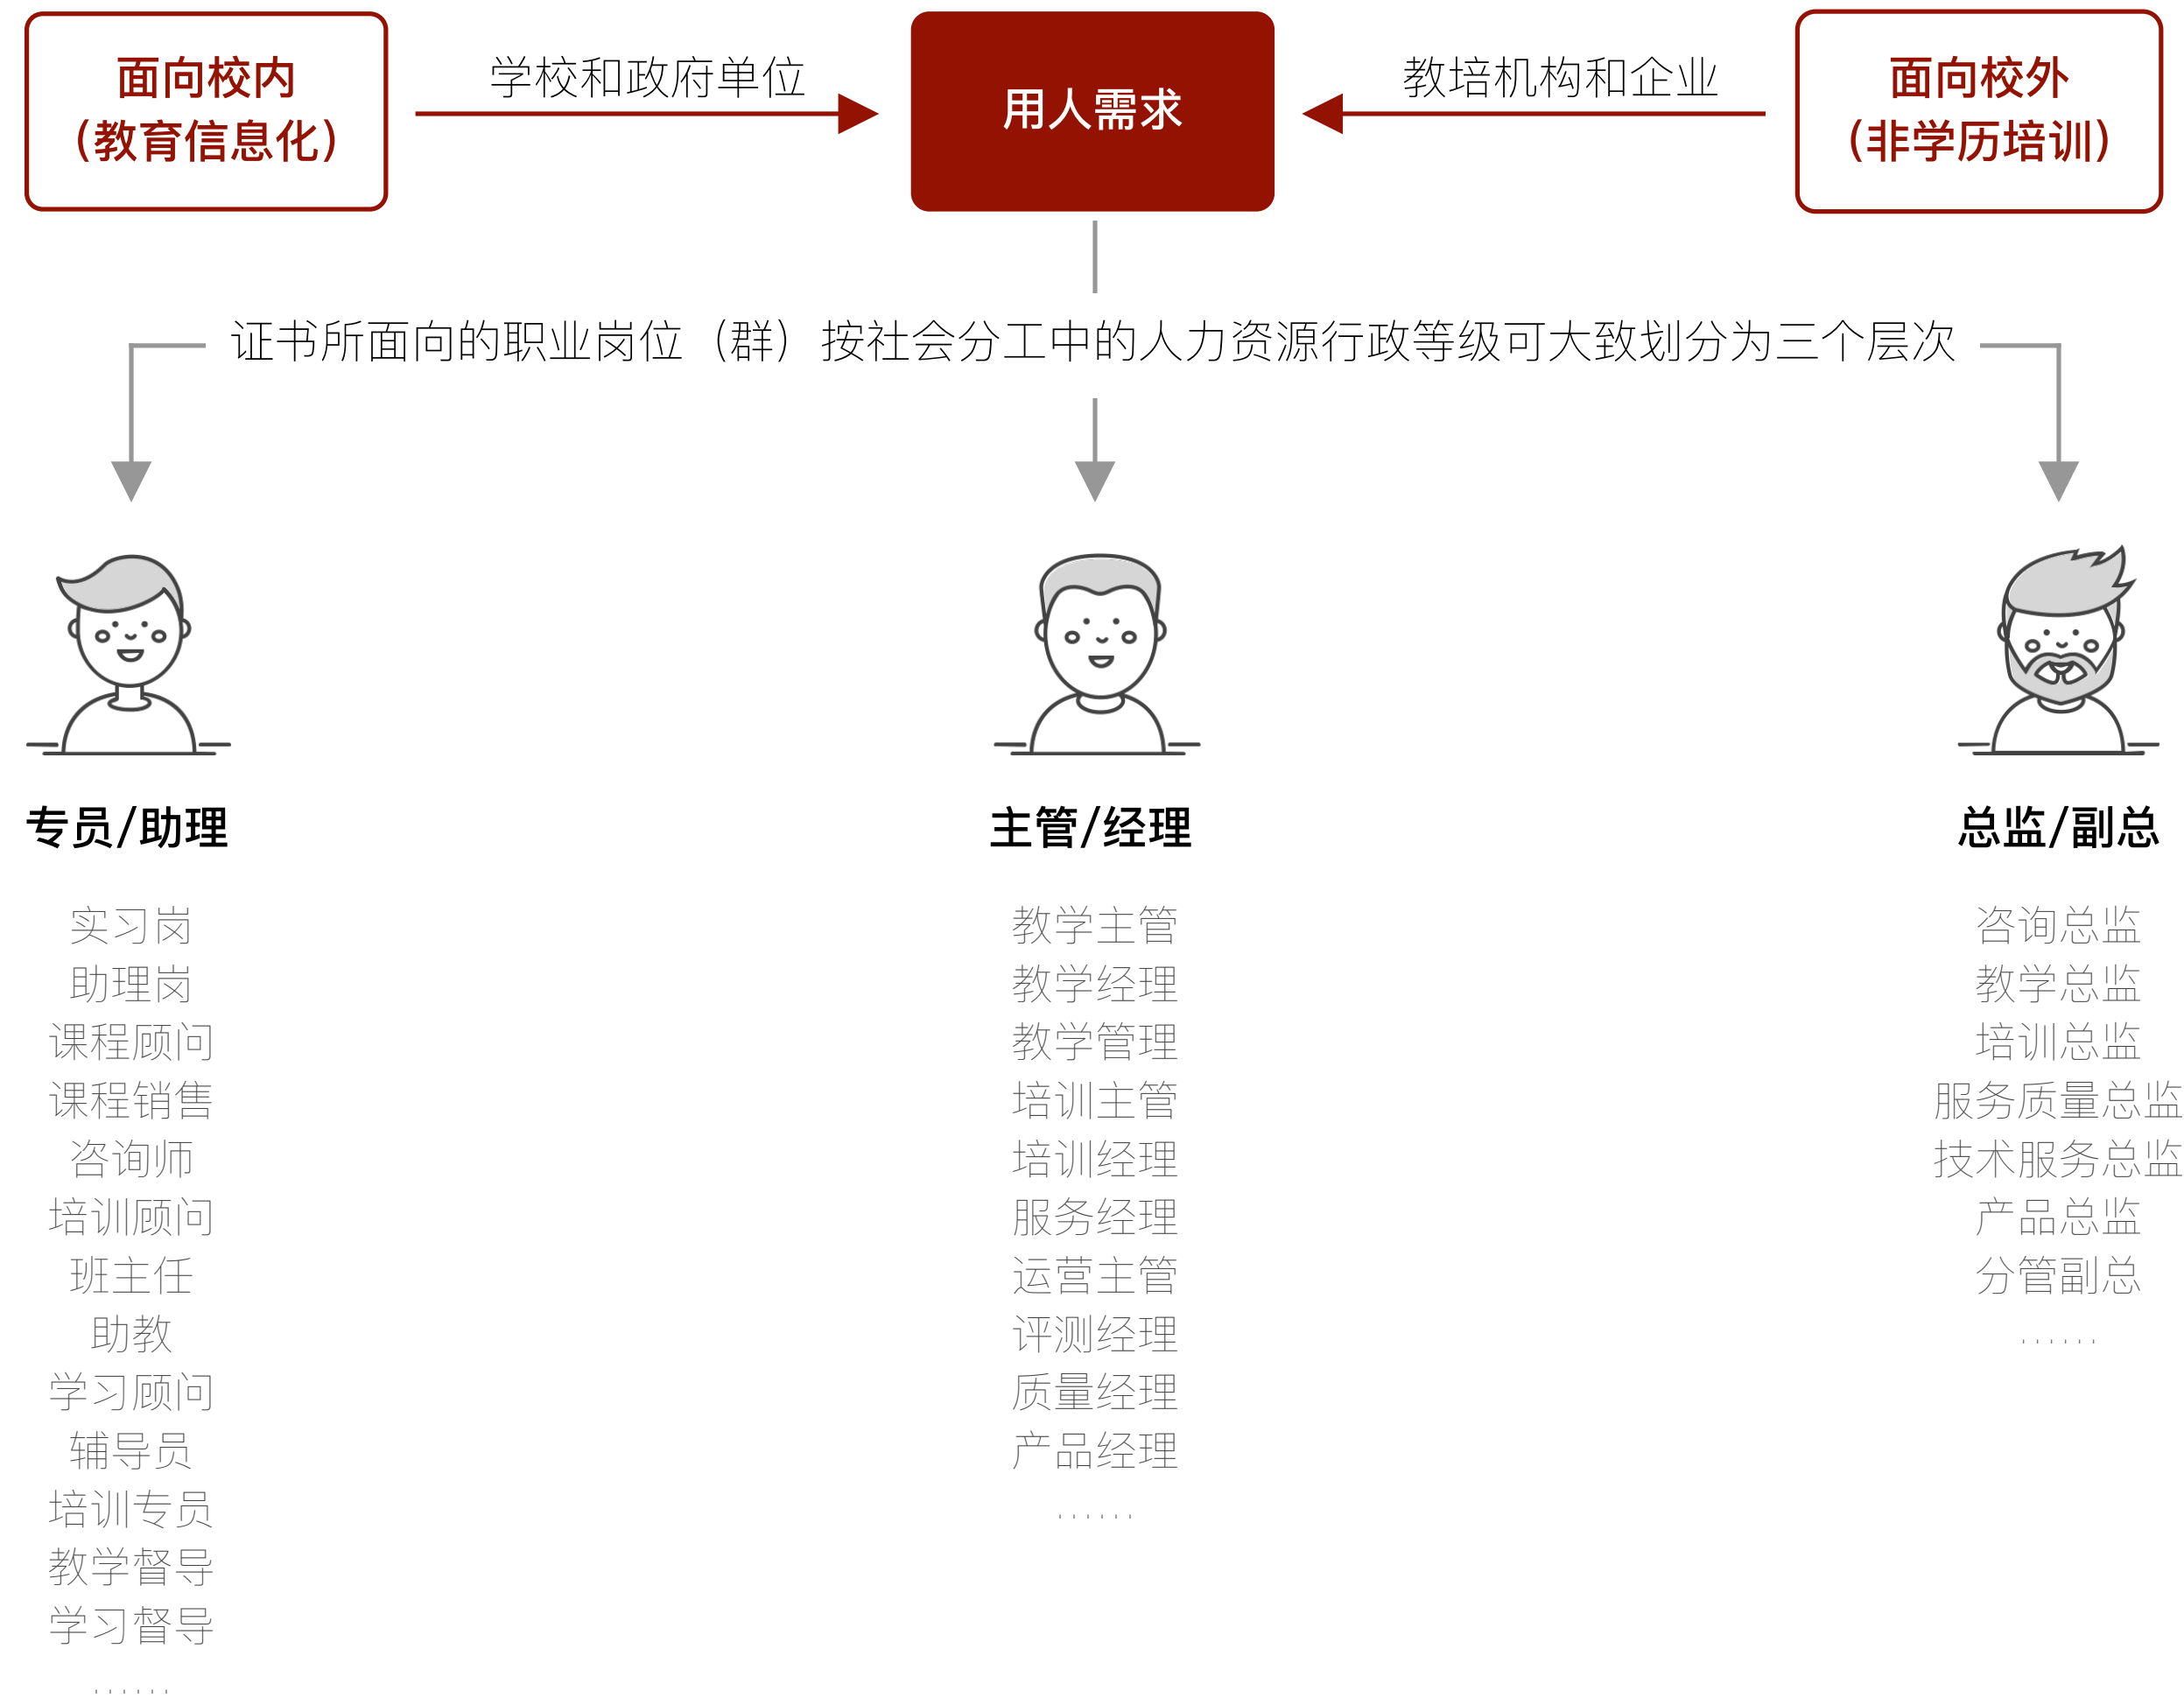 面向校内
（教育信息化）
学校和政府单位
用人需求
教培机构和企业
面向校外
（非学历培训）
证书所面向的职业岗位（群）按社会分工中的人力资源行政等级可大致划分为三个层次
专员/助理
实习岗
助理岗
课程顾问
课程销售
咨询师
培训顾问
班主任
助教
学习顾问
辅导员
培训专员
教学督导
学习督导
......
主管/经理
教学主管
教学经理
教学管理
培训主管
培训经理
服务经理
运营主管
评测经理
质量经理
产品经理
......
总监/副总
咨询总监
教学总监
培训总监
服务质量总监
技术服务总监
产品总监
分管副总
......